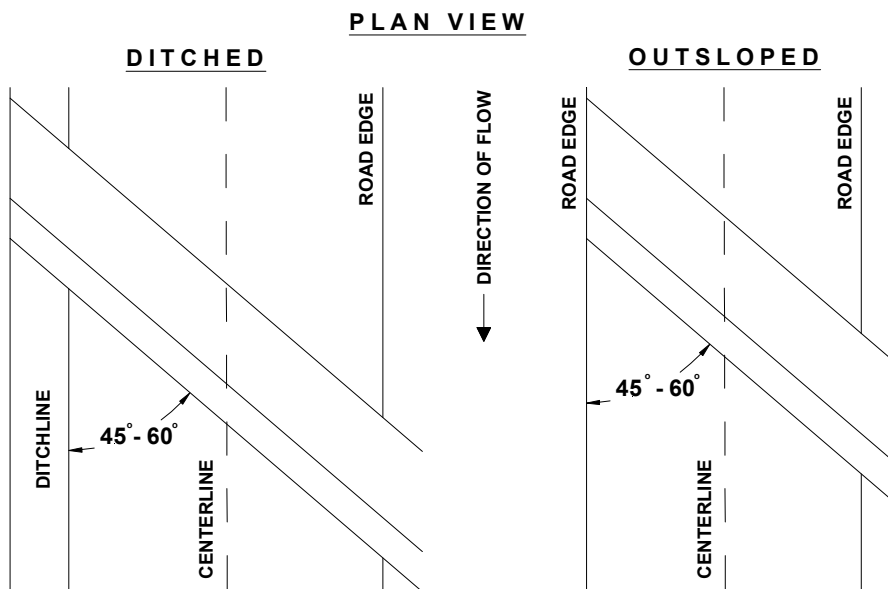 PLAN VIEW
DITCHED
OUTSLOPED
DITCHLINE
45°- 60°
CENTERLINE
ROAD EDGE
DIRECTION OF FLOW
ROAD EDGE
45°- 60°
CENTERLINE
ROAD EDGE